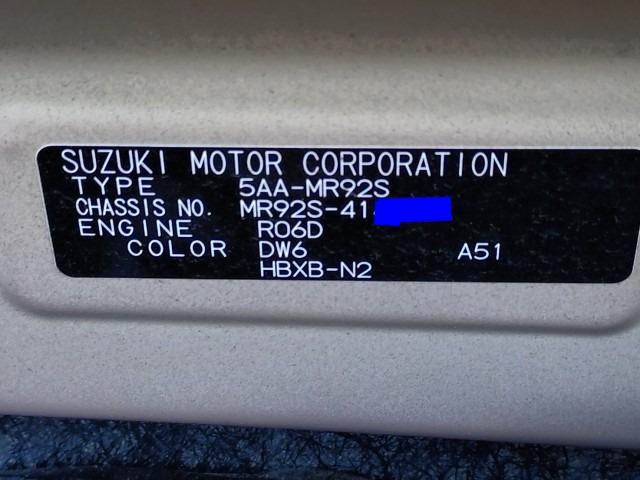 SUZUKI MOTOR CORPORATION
TYPE 5AA-MR92S
CHASSIS NO. MR92S-41
ENGINE R06D
COLOR DW6 A51
HBXB-N2